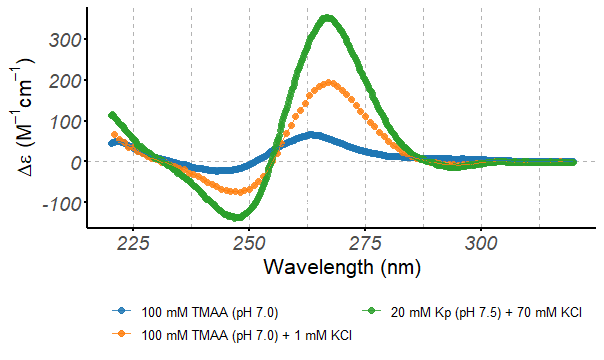 Δε (M⁻¹cm⁻¹)
300
200
100
0
-100
225
250
275
300
Wavelength (nm)
100 mM TMAA (pH 7.0)
20 mM Kp (pH 7.5) + 70 mM KCl
100 mM TMAA (pH 7.0) + 1 mM KCl